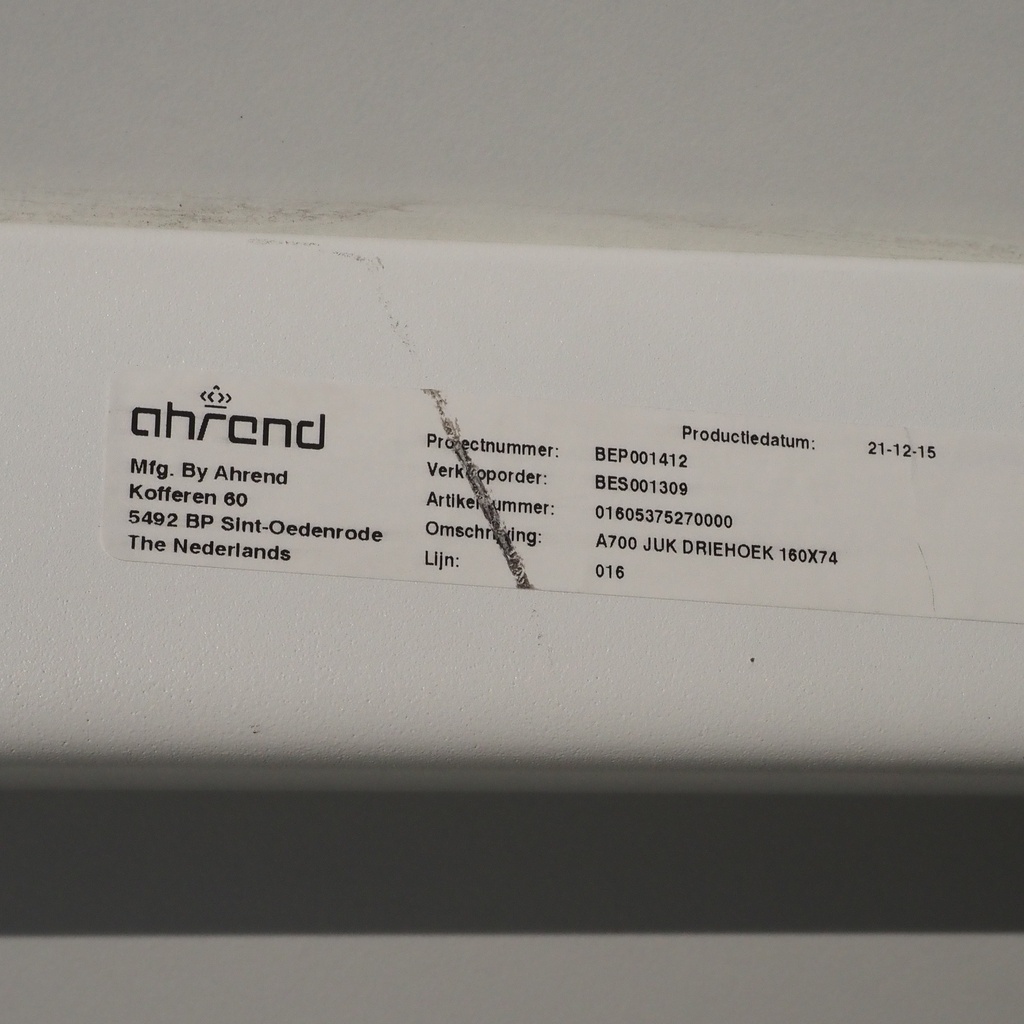 ahrend
Mfg. By Ahrend
Kofferen 60
5492 BP SInt-Oedenrode
The Nederlands
Productiedatum: 21-12-15
Projectnummer: BEP001412
Verkooporder: BES001309
Artikelnummer: 01605375270000
Omschrijving: A700 JUK DRIEHOEK 160X74
Lijn: 016